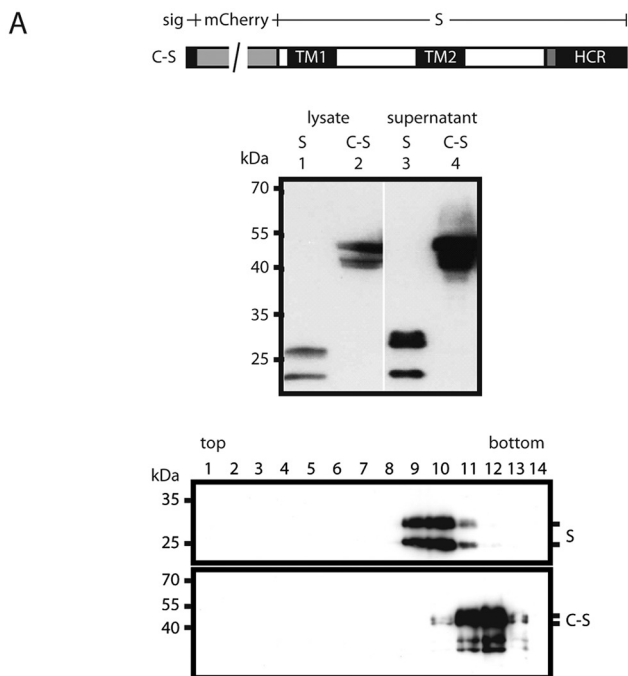 A
sig mCherry S
C-S TM1 TM2 HCR
lysate supernatant
S C-S S C-S
kDa 1 2 3 4
70
55
40
35
25
top bottom
kDa 1 2 3 4 5 6 7 8 9 10 11 12 13 14
35
25 S
70
55 C-S
40